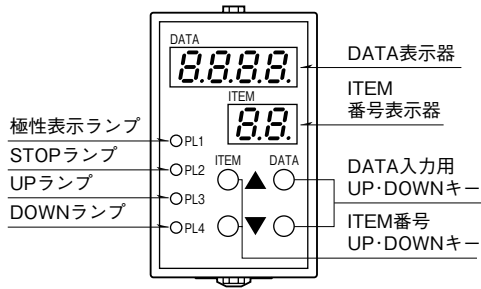 DATA
8.8.8.8.
DATA表示器
ITEM
8.8.
ITEM
番号表示器
極性表示ランプ
PL1
STOPランプ
PL2
ITEM
DATA
DATA入力用
UP・DOWNキー
UPランプ
PL3
DOWNランプ
PL4
ITEM番号
UP・DOWNキー